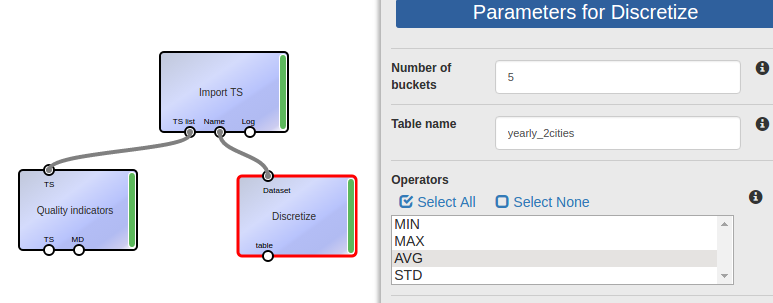 Import TS
TS list
Name
Log
TS
Quality indicators
TS
MD
Dataset
Discretize
table
Parameters for Discretize
Number of
buckets
5
Table name
yearly_2cities
Operators
Select All
Select None
MIN
MAX
AVG
STD